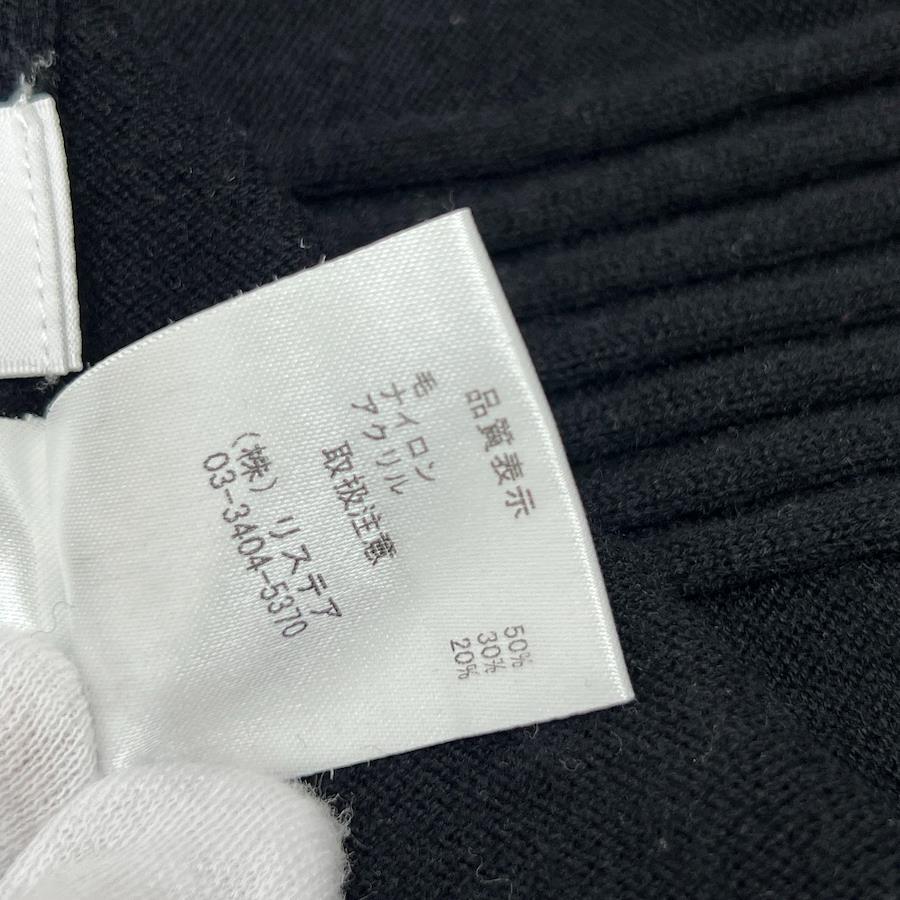 品質表示
毛 50%
ナイロン 30%
アクリル 20%
取扱注意
(株) リステア
03-3404-5370